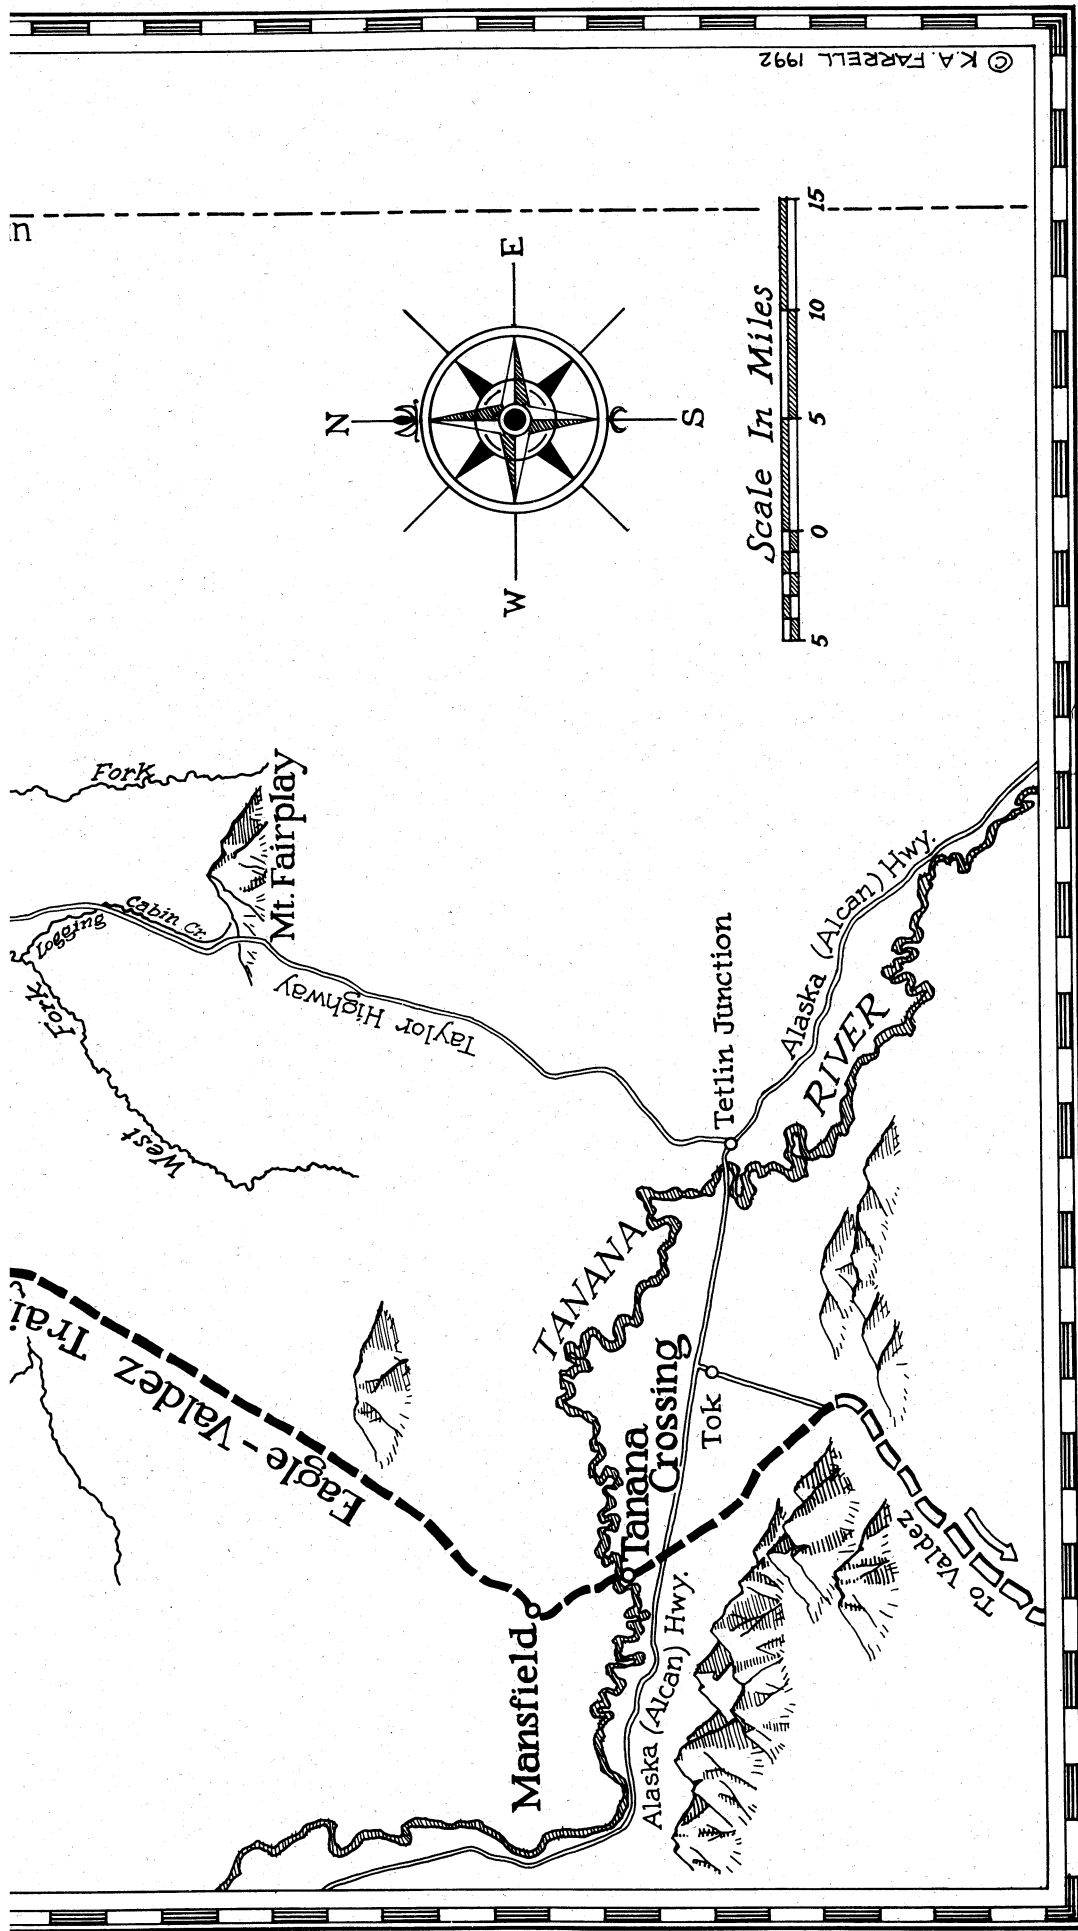 © K.A. FARRELL 1992
in
N
E
S
W
Scale In Miles
5 0 5 10 15
Fork
Mt. Fairplay
Logging
Cabin Cr.
Fork
West
Taylor Highway
Tetlin Junction
Alaska (Alcan) Hwy.
TANANA
RIVER
Eagle - Valdez Trai
Tanana
Crossing
Tok
Mansfield
Alaska (Alcan) Hwy.
To Valdez